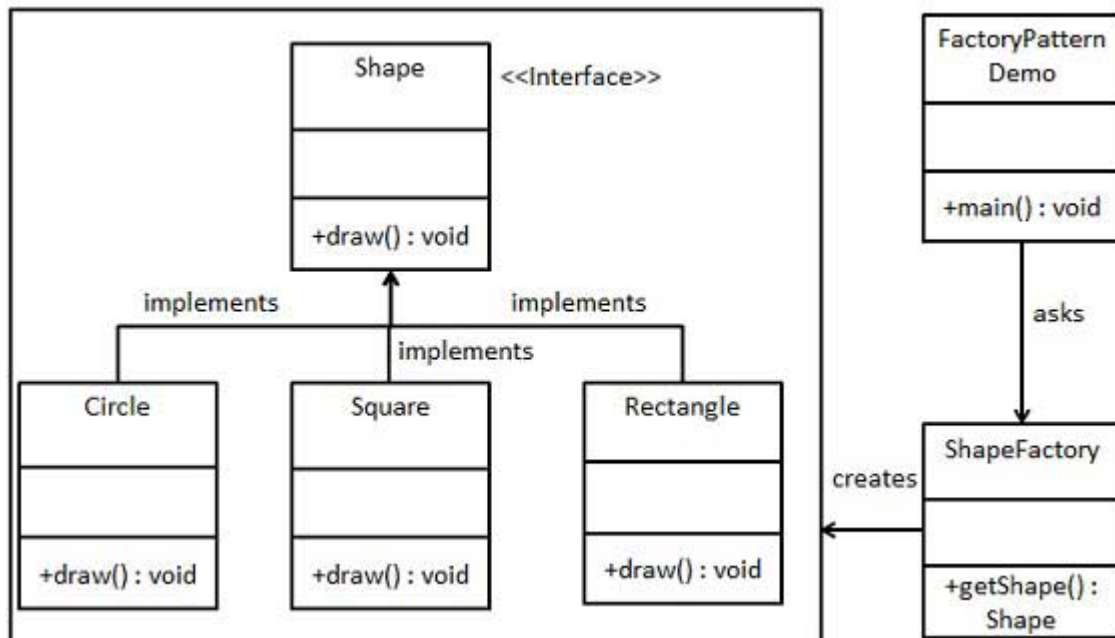 Shape
<<Interface>>
+draw() : void
implements
implements
implements
Circle
+draw() : void
Square
+draw() : void
Rectangle
+draw() : void
FactoryPattern
Demo
+main() : void
asks
ShapeFactory
+getShape() :
Shape
creates